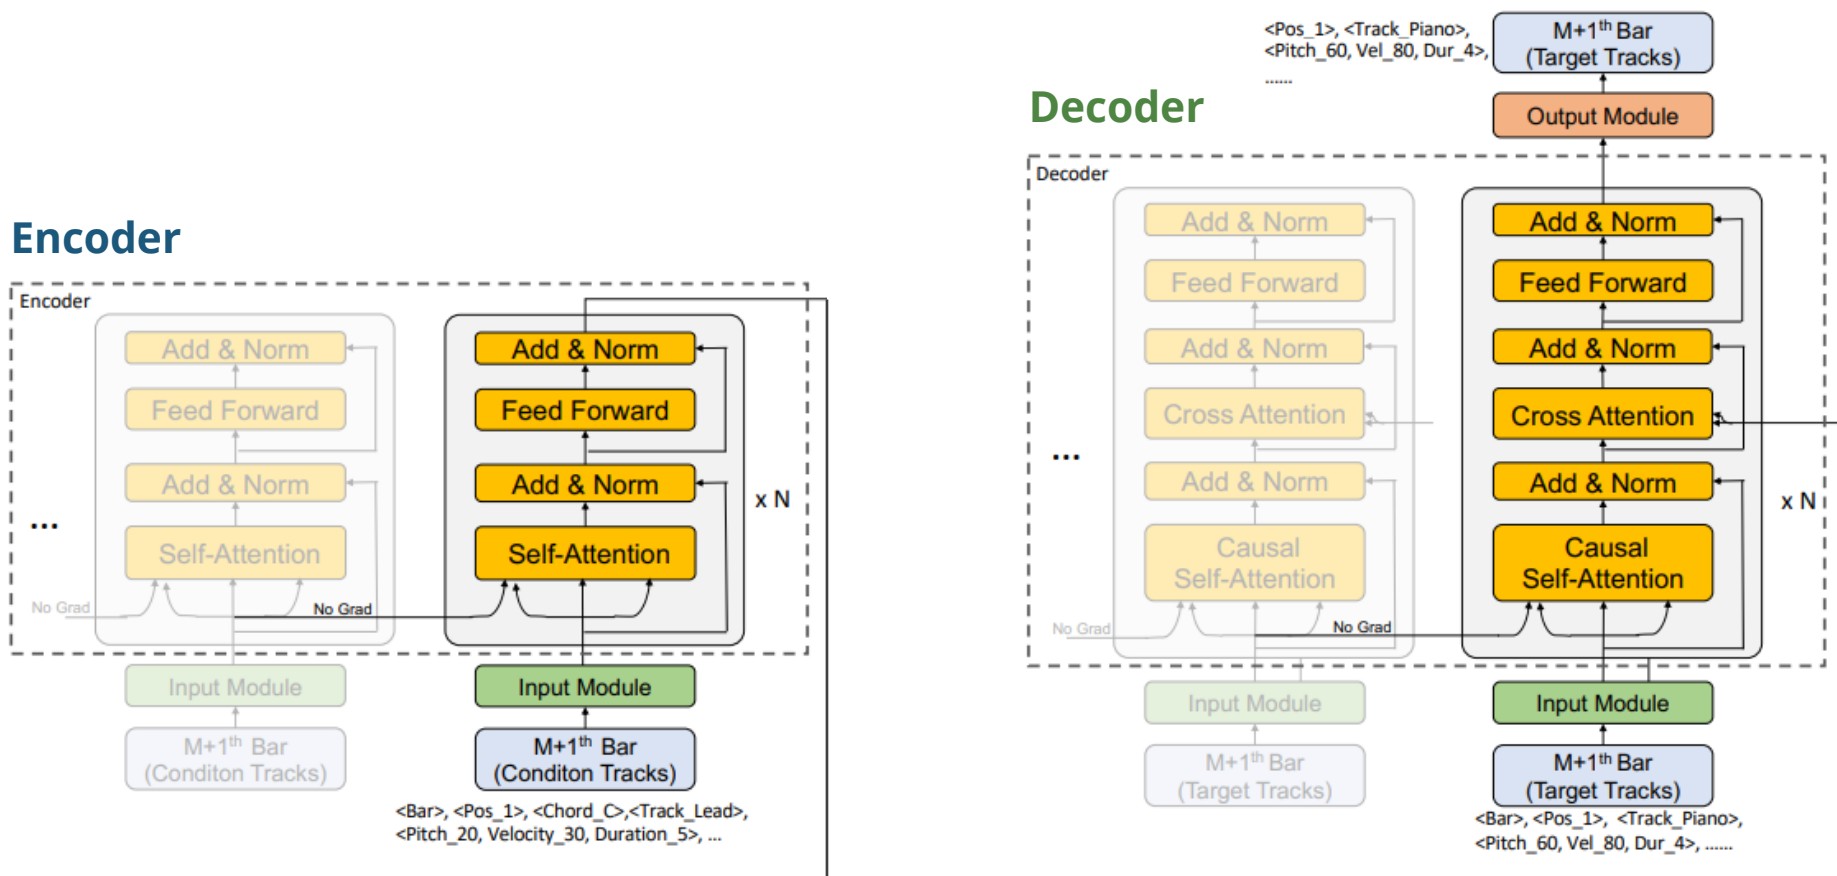 Encoder
Encoder
Add & Norm
Feed Forward
Add & Norm
Self-Attention
No Grad
Input Module
M+1th Bar
(Conditon Tracks)
...
Add & Norm
Feed Forward
Add & Norm
Self-Attention
No Grad
x N
Input Module
M+1th Bar
(Conditon Tracks)
<Bar>, <Pos_1>, <Chord_C>,<Track_Lead>,
<Pitch_20, Velocity_30, Duration_5>, ...
Decoder
<Pos_1>, <Track_Piano>,
<Pitch_60, Vel_80, Dur_4>,
......
M+1th Bar
(Target Tracks)
Output Module
Decoder
Add & Norm
Feed Forward
Add & Norm
Cross Attention
Add & Norm
Causal
Self-Attention
No Grad
Input Module
M+1th Bar
(Target Tracks)
...
Add & Norm
Feed Forward
Add & Norm
Cross Attention
Add & Norm
Causal
Self-Attention
No Grad
x N
Input Module
M+1th Bar
(Target Tracks)
<Bar>, <Pos_1>, <Track_Piano>,
<Pitch_60, Vel_80, Dur_4>, ......